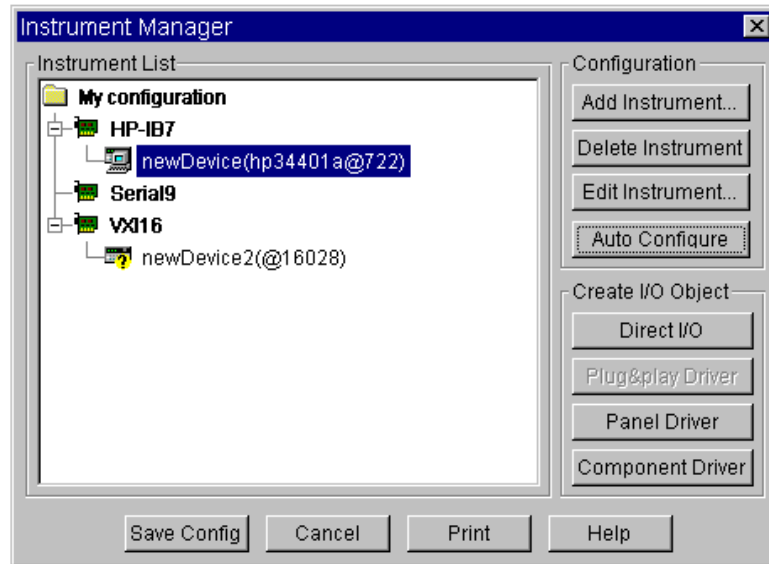 Instrument Manager
Instrument List
My configuration
HP-IB7
newDevice(hp34401a@722)
Serial9
VXI16
newDevice2(@16028)
Configuration
Add Instrument...
Delete Instrument
Edit Instrument...
Auto Configure
Create I/O Object
Direct I/O
Plug&play Driver
Panel Driver
Component Driver
Save Config
Cancel
Print
Help